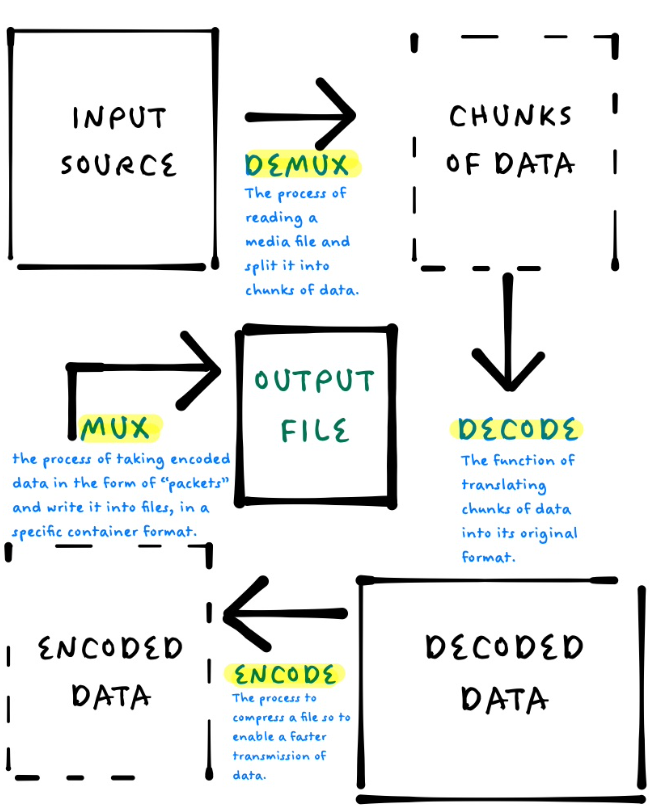 INPUT
SOURCE
DEMUX
The process of
reading a
media file and
split it into
chunks of data.
CHUNKS
OF DATA
DECODE
The function of
translating
chunks of data
into its original
format.
DECODED
DATA
ENCODE
The process to
compress a file so to
enable a faster
transmission of
data.
ENCODED
DATA
MUX
the process of taking encoded
data in the form of "packets"
and write it into files, in a
specific container format.
OUTPUT
FILE